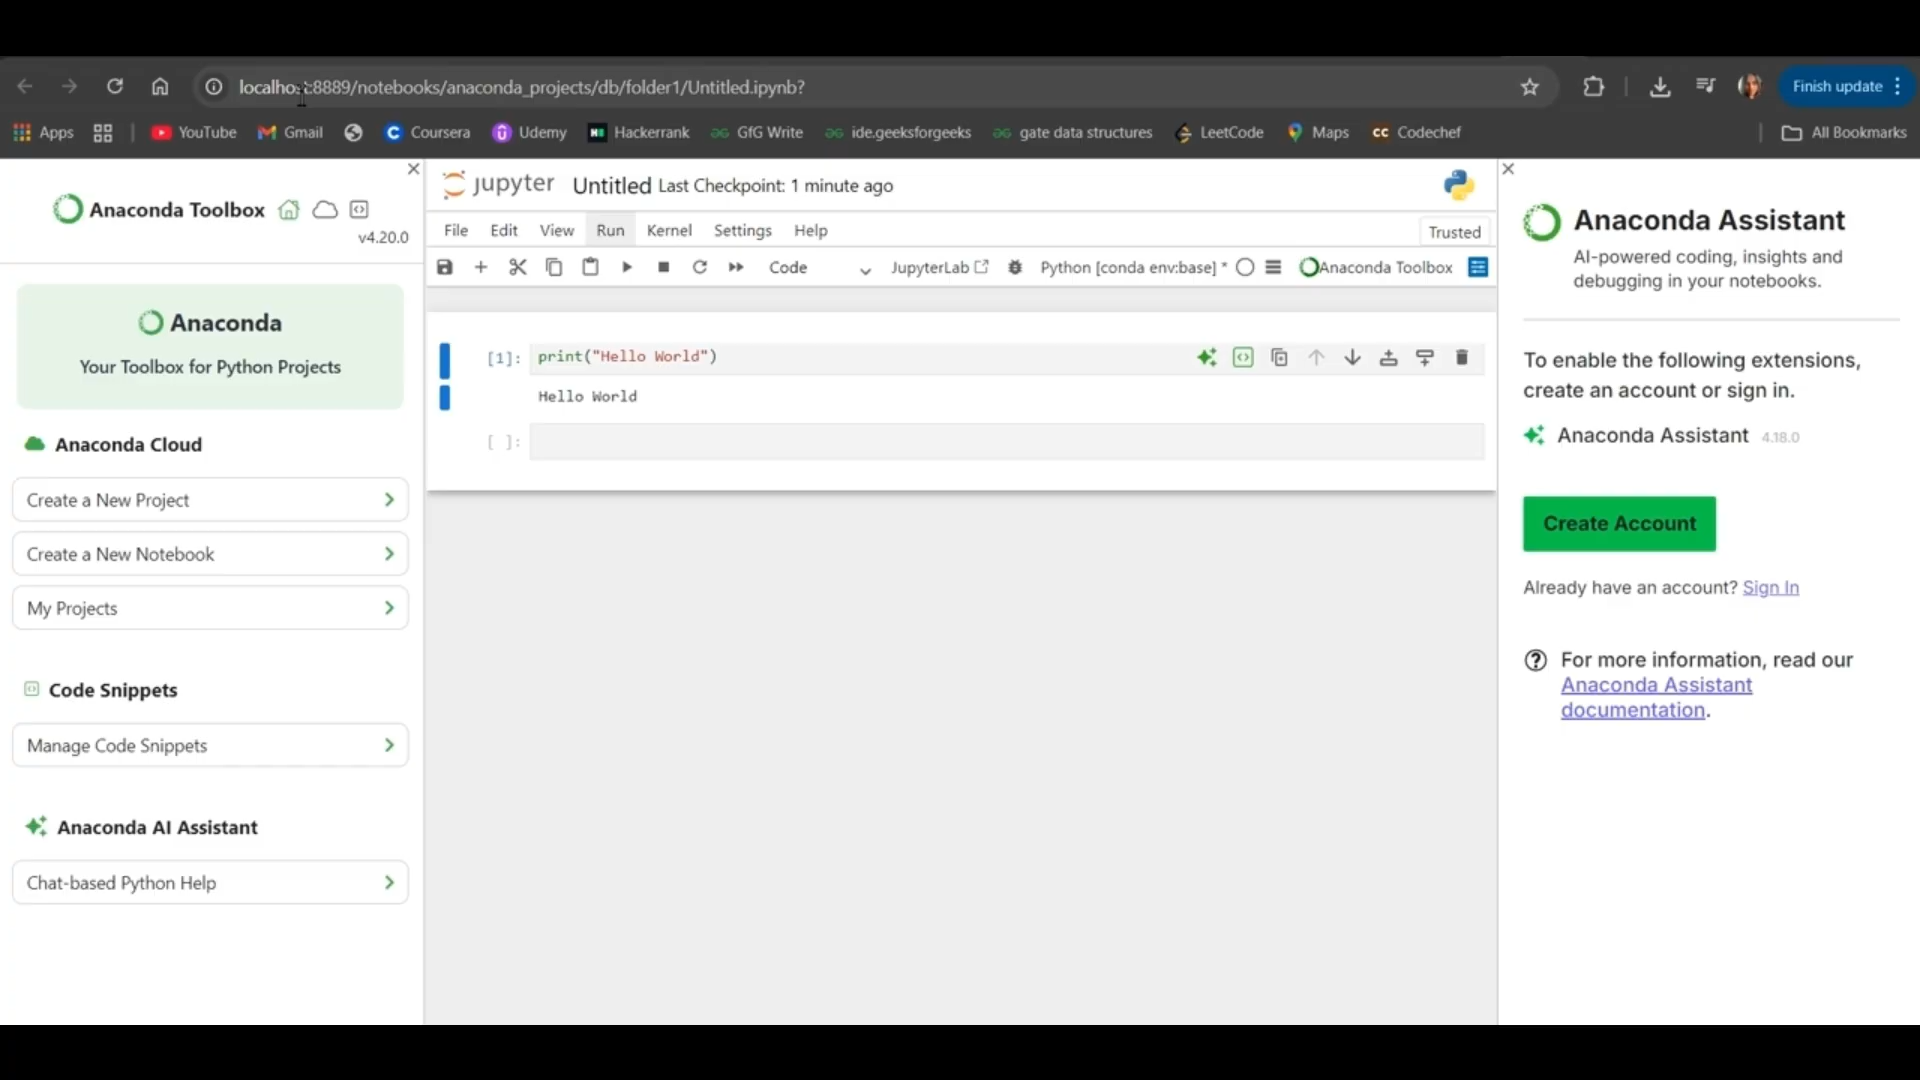 localhost:8889/notebooks/anaconda_projects/db/folder1/Untitled.ipynb?
Finish update
Apps
YouTube
Gmail
Coursera
Udemy
Hackerrank
GfG Write
ide.geeksforgeeks
gate data structures
LeetCode
Maps
CC Codechef
All Bookmarks
Anaconda Toolbox
v4.20.0
Anaconda
Your Toolbox for Python Projects
Anaconda Cloud
Create a New Project
Create a New Notebook
My Projects
Code Snippets
Manage Code Snippets
Anaconda AI Assistant
Chat-based Python Help
jupyter Untitled Last Checkpoint: 1 minute ago
File Edit View Run Kernel Settings Help
Trusted
Code
JupyterLab
Python [conda env:base] *
Anaconda Toolbox
[1]: print("Hello World")
Hello World
[ ]:
Anaconda Assistant
AI-powered coding, insights and
debugging in your notebooks.
To enable the following extensions,
create an account or sign in.
Anaconda Assistant 4.18.0
Create Account
Already have an account? Sign In
For more information, read our
Anaconda Assistant
documentation.